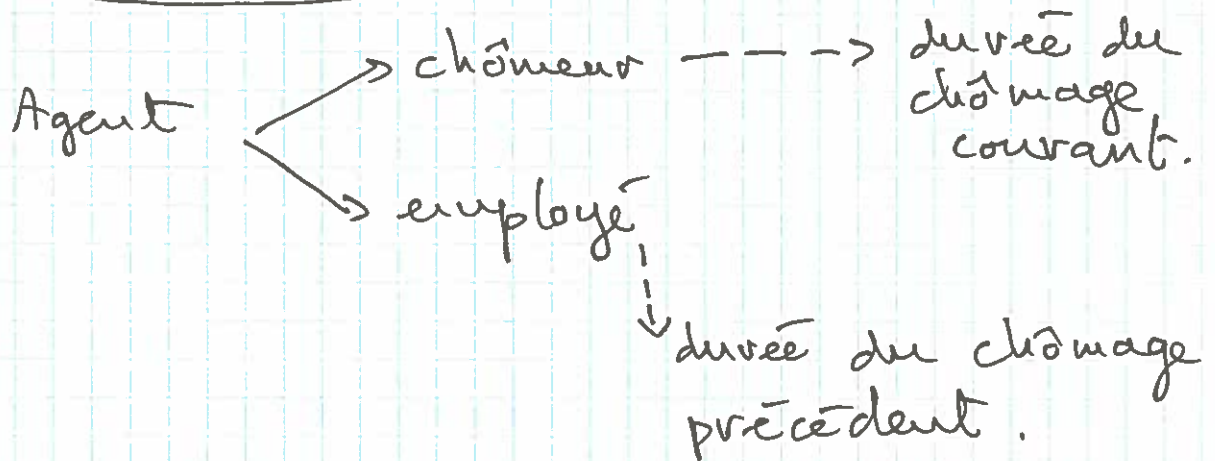 chômeur ---> durée du
Agent chômage
courant.
employé
durée du chômage
précédent.